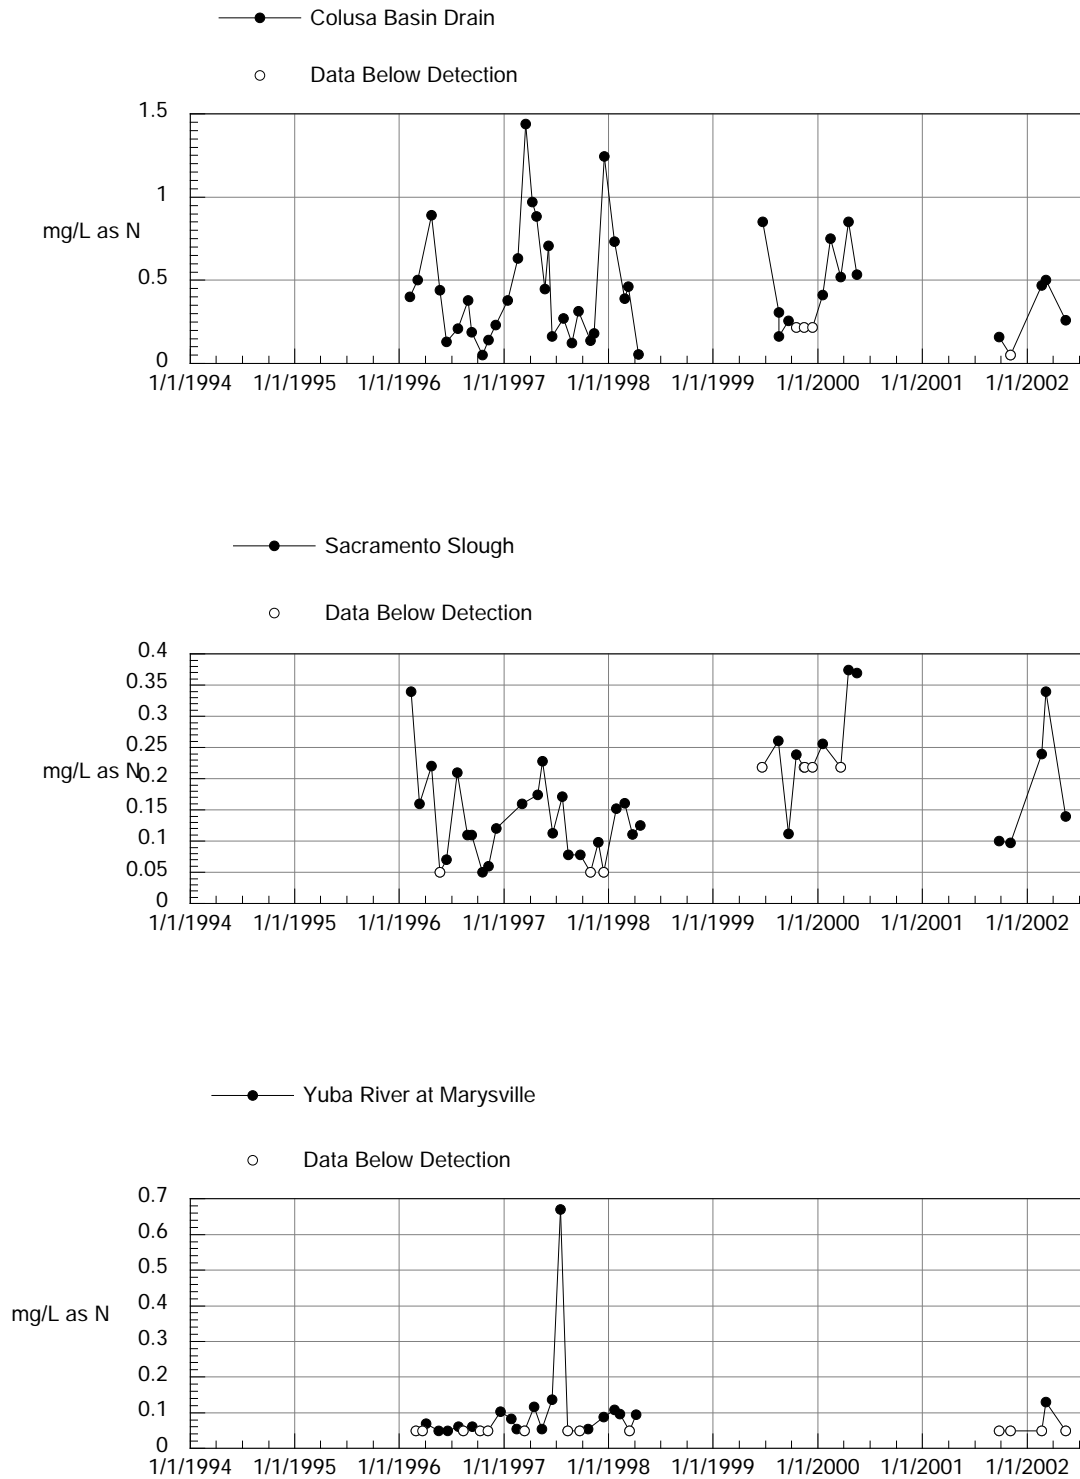 Colusa Basin Drain
Data Below Detection
1.5
1
mg/L as N
0.5
0
1/1/1994 1/1/1995 1/1/1996 1/1/1997 1/1/1998 1/1/1999 1/1/2000 1/1/2001 1/1/2002
Sacramento Slough
Data Below Detection
0.4
0.35
0.3
0.25
mg/L as N 0.2
0.15
0.1
0.05
0
1/1/1994 1/1/1995 1/1/1996 1/1/1997 1/1/1998 1/1/1999 1/1/2000 1/1/2001 1/1/2002
Yuba River at Marysville
Data Below Detection
0.7
0.6
0.5
0.4
mg/L as N
0.3
0.2
0.1
0
1/1/1994 1/1/1995 1/1/1996 1/1/1997 1/1/1998 1/1/1999 1/1/2000 1/1/2001 1/1/2002